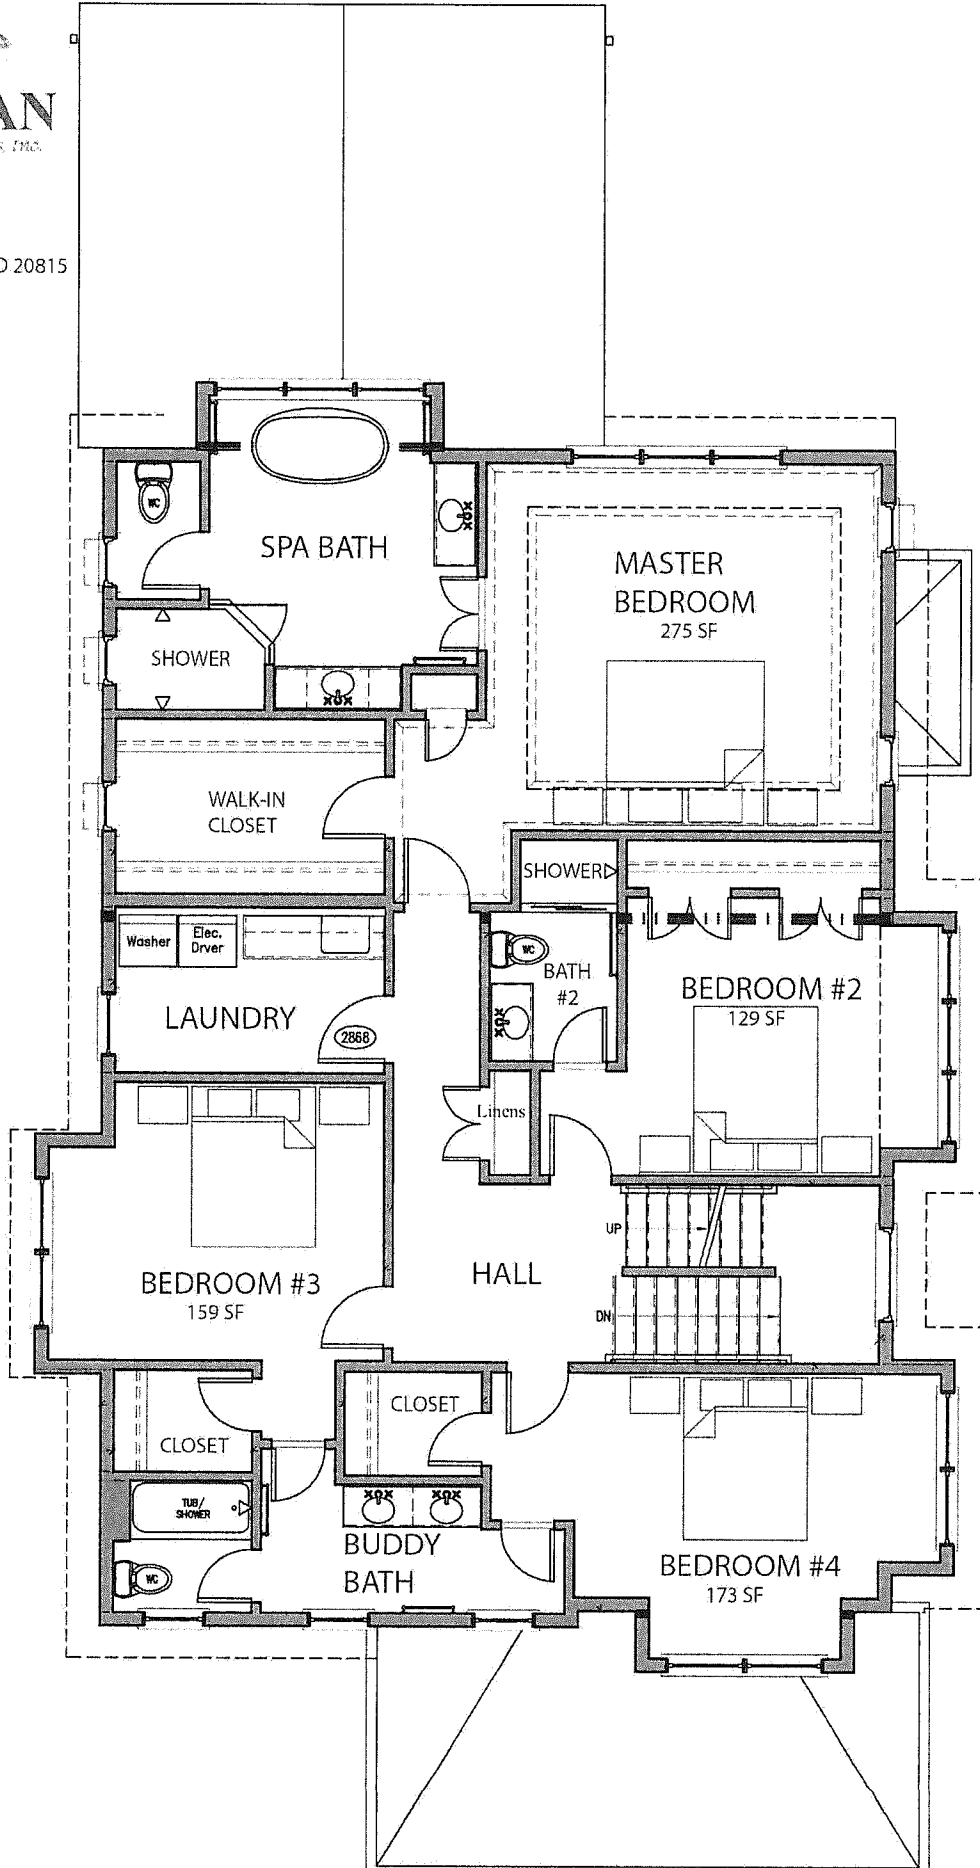 AN
S, INC.
D 20815
WC
SPA BATH
MASTER
BEDROOM
275 SF
SHOWER
WALK-IN
CLOSET
SHOWER
Washer
Elec.
Dryer
WC
BATH
#2
BEDROOM #2
129 SF
LAUNDRY
2868
Linens
UP
HALL
BEDROOM #3
159 SF
DN
CLOSET
CLOSET
TUB/
SHOWER
BUDDY
BATH
WC
BEDROOM #4
173 SF